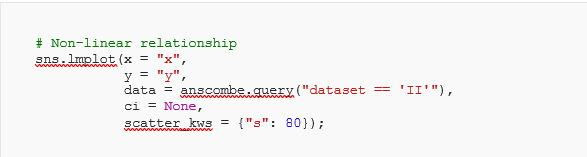 # Non-linear relationship
sns.lmplot(x = "x",
y = "y",
data = anscombe.query("dataset == 'II'"),
ci = None,
scatter_kws = {"s": 80});